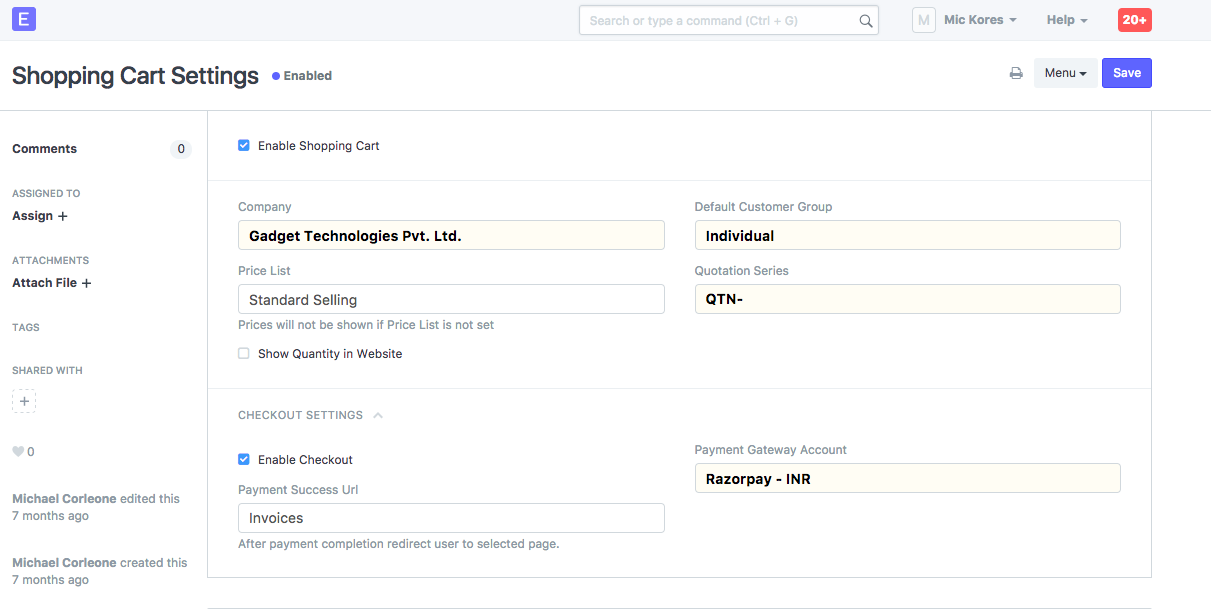 E
Search or type a command (Ctrl + G)
M
Mic Kores
Help
20+
Shopping Cart Settings
Enabled
Menu
Save
Comments
0
ASSIGNED TO
Assign +
ATTACHMENTS
Attach File +
TAGS
SHARED WITH
+
0
Michael Corleone edited this
7 months ago
Michael Corleone created this
7 months ago
Enable Shopping Cart
Company
Gadget Technologies Pvt. Ltd.
Default Customer Group
Individual
Price List
Standard Selling
Prices will not be shown if Price List is not set
Quotation Series
QTN-
Show Quantity in Website
CHECKOUT SETTINGS
Enable Checkout
Payment Success Url
Invoices
After payment completion redirect user to selected page.
Payment Gateway Account
Razorpay - INR